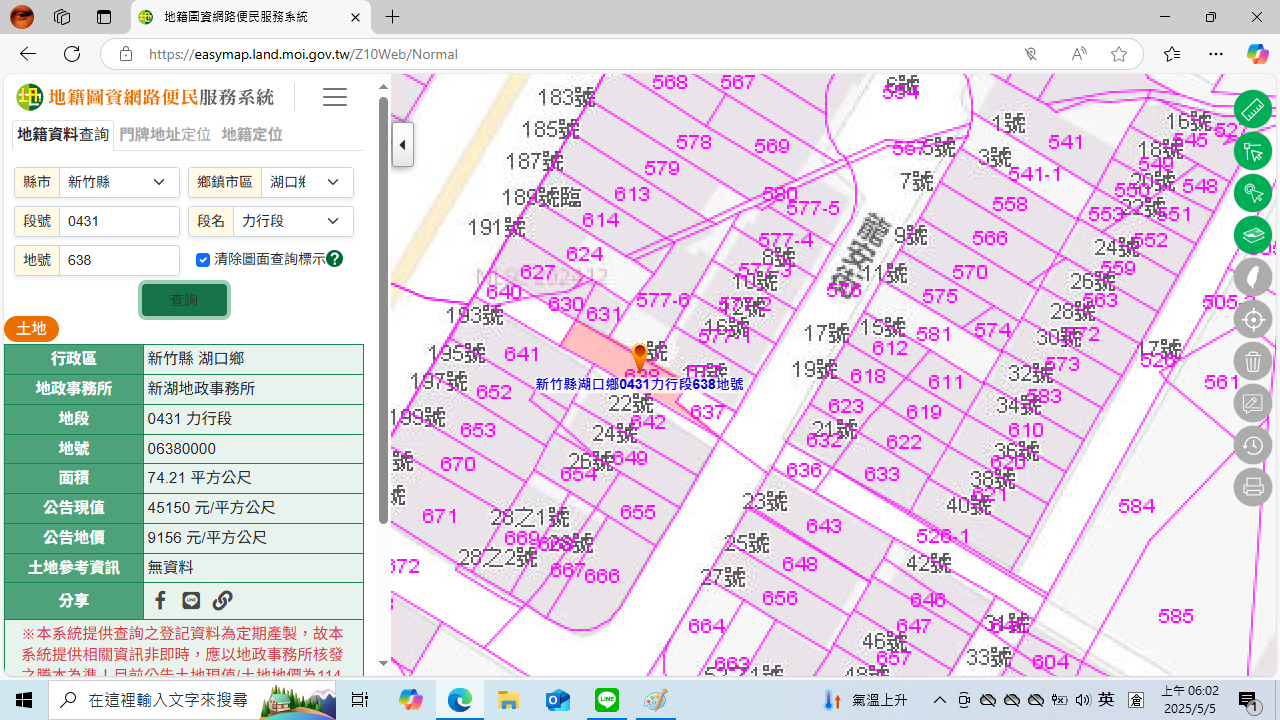 地籍圖資網路便民服務系統
https://easymap.land.moi.gov.tw/Z10Web/Normal
地籍圖資網路便民服務系統
地籍資料查詢 門牌地址定位 地籍定位
縣市 新竹縣 鄉鎮市區 湖口鄉
段號 0431 段名 力行段
地號 638 清除圖面查詢標示
查詢
土地
行政區 新竹縣 湖口鄉
地政事務所 新湖地政事務所
地段 0431 力行段
地號 06380000
面積 74.21 平方公尺
公告現值 45150 元/平方公尺
公告地價 9156 元/平方公尺
土地參考資訊 無資料
分享
※本系統提供查詢之登記資料為定期產製，故本
系統提供相關資訊非即時，應以地政事務所核發
之謄本為準！目前公告土地現值/土地地價為114
568 567 6號
183號
185號 578 569 1號 541 16號 545
187號 579 567 5號 3號 541-1 18號 549
189號臨 613 580 577-5 7號 558 550 20號 548
191號 614 553 22號 551
624 577-4 9號 566 24號 552
627 8號 11號 570 26號 559
640 630 631 577-6 10號 575 28號 563
193號 12號 16號 577-1 17號 15號 581 574 30號 17號 526
195號 641 612 573
197號 652 新竹縣湖口鄉0431力行段638地號 19號 618 611 32號 561
199號 22號 642 637 623 619 34號 583
653 24號 649 21號 632 622 610 36號
670 26號 654 636 633 620 38號
671 28之1號 655 23號 643 40號 621 584
669 25號 526-1
672 28之2號 667 666 27號 648 42號
656 646 31號 585
664 647 46號
663 657 33號 604
48號
龍
在這裡輸入文字來搜尋
氣溫上升 英 上午 06:02
2025/5/5
1